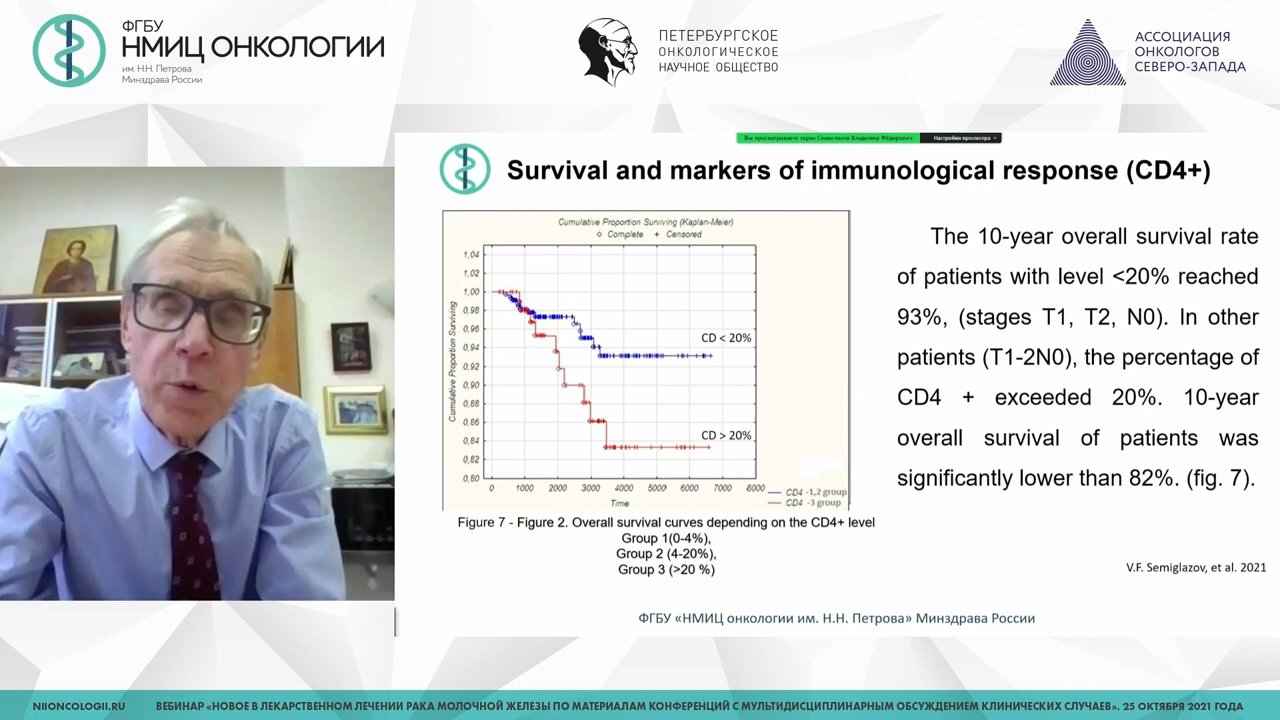 ФГБУ
НМИЦ ОНКОЛОГИИ
им. Н.Н. Петрова
Минздрава России
ПЕТЕРБУРГСКОЕ
ОНКОЛОГИЧЕСКОЕ
НАУЧНОЕ ОБЩЕСТВО
АССОЦИАЦИЯ
ОНКОЛОГОВ
СЕВЕРО-ЗАПАДА
Вы просматриваете экран Семиглазов Владимир Фёдорович
Настройки просмотра
Survival and markers of immunological response (CD4+)
Cumulative Proportion Surviving (Kaplan-Meier)
Complete + Censored
Cumulative Proportion Surviving
1,04
1,02
1,00
0,98
0,96
0,94
0,92
0,90
0,88
0,86
0,84
0,82
0,80
CD < 20%
CD > 20%
0 1000 2000 3000 4000 5000 6000 7000 8000
Time
CD4 -1,2 group
CD4 -3 group
Figure 7 - Figure 2. Overall survival curves depending on the CD4+ level
Group 1(0-4%),
Group 2 (4-20%),
Group 3 (>20 %)
The 10-year overall survival rate
of patients with level <20% reached
93%, (stages T1, T2, N0). In other
patients (T1-2N0), the percentage of
CD4 + exceeded 20%. 10-year
overall survival of patients was
significantly lower than 82%. (fig. 7).
V.F. Semiglazov, et al. 2021
ФГБУ «НМИЦ онкологии им. Н.Н. Петрова» Минздрава России
NIIONCOLOGII.RU
ВЕБИНАР «НОВОЕ В ЛЕКАРСТВЕННОМ ЛЕЧЕНИИ РАКА МОЛОЧНОЙ ЖЕЛЕЗЫ ПО МАТЕРИАЛАМ КОНФЕРЕНЦИЙ С МУЛЬТИДИСЦИПЛИНАРНЫМ ОБСУЖДЕНИЕМ КЛИНИЧЕСКИХ СЛУЧАЕВ». 25 ОКТЯБРЯ 2021 ГОДА